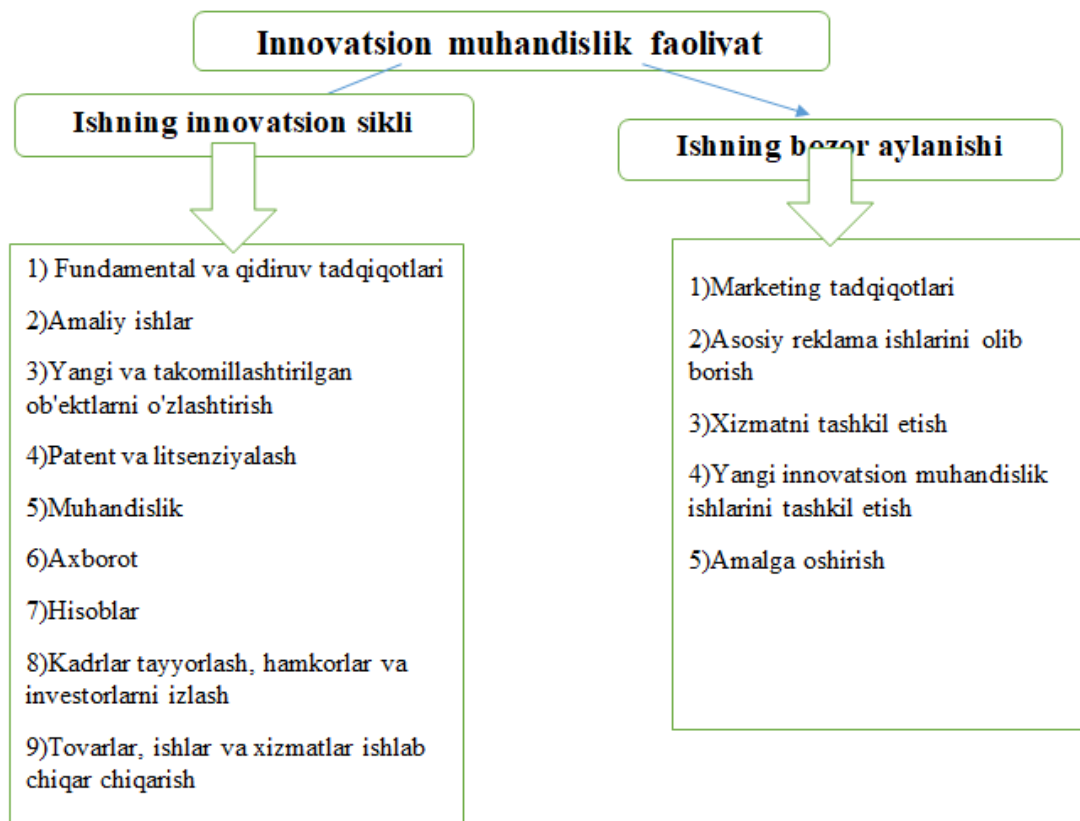 Innovatsion muhandislik faolivat
Ishning innovatsion sikli
Ishning bozor aylanishi
1) Fundamental va qidiruv tadqiqotlari
2)Amaliy ishlar
3)Yangi va takomillashtirilgan
ob'ektlarni o'zlashtirish
4)Patent va litsenziyalash
5)Muhandislik
6)Axborot
7)Hisoblar
8)Kadrlar tayyorlash, hamkorlar va
investorlarni izlash
9)Tovarlar, ishlar va xizmatlar ishlab
chiqar chiqarish
1)Marketing tadqiqotlari
2)Asosiy reklama ishlarini olib
borish
3)Xizmatni tashkil etish
4)Yangi innovatsion muhandislik
ishlarini tashkil etish
5)Amalga oshirish